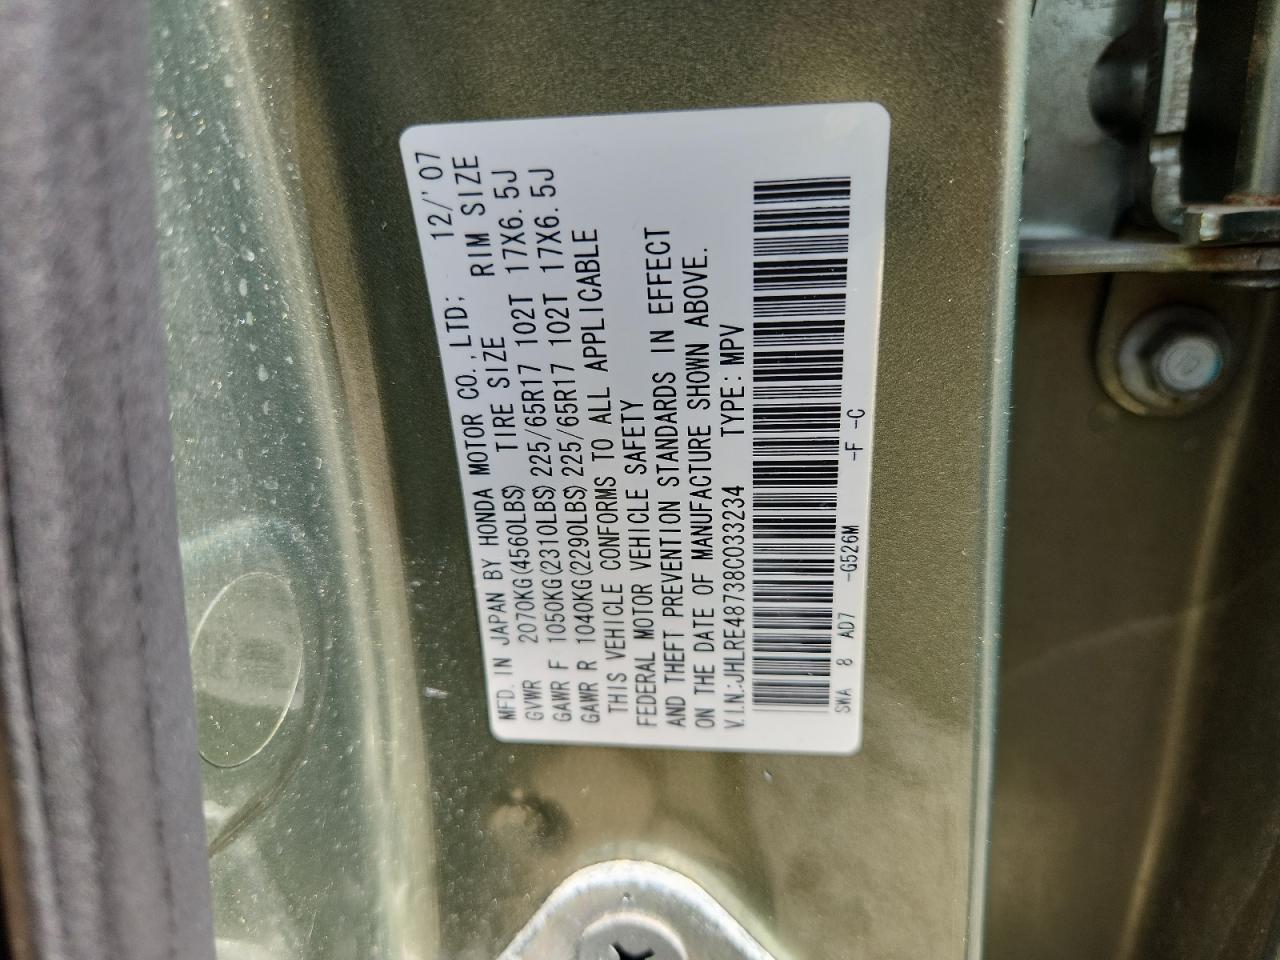 MFD. IN JAPAN BY HONDA MOTOR CO., LTD; 12/'07
GVWR 2070KG(4560LBS) TIRE SIZE RIM SIZE
GAWR F 1050KG(2310LBS) 225/65R17 102T 17X6.5J
GAWR R 1040KG(2290LBS) 225/65R17 102T 17X6.5J
THIS VEHICLE CONFORMS TO ALL APPLICABLE
FEDERAL MOTOR VEHICLE SAFETY
AND THEFT PREVENTION STANDARDS IN EFFECT
ON THE DATE OF MANUFACTURE SHOWN ABOVE.
V.I.N.:JHLRE48738C033234 TYPE: MPV
SWA 8 AD7 -G526M -F -C